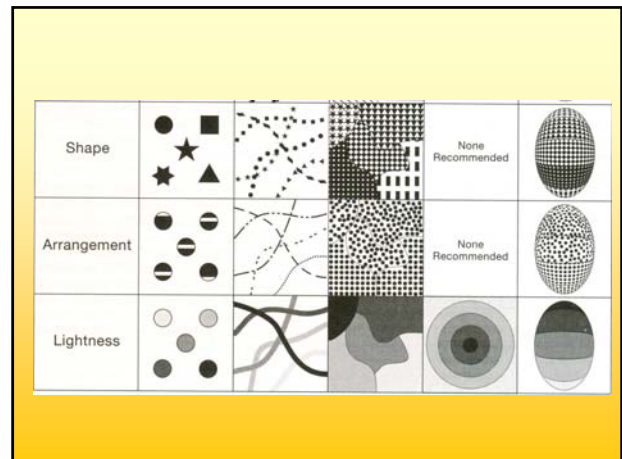 Shape
None
Recommended
Arrangement
None
Recommended
Lightness